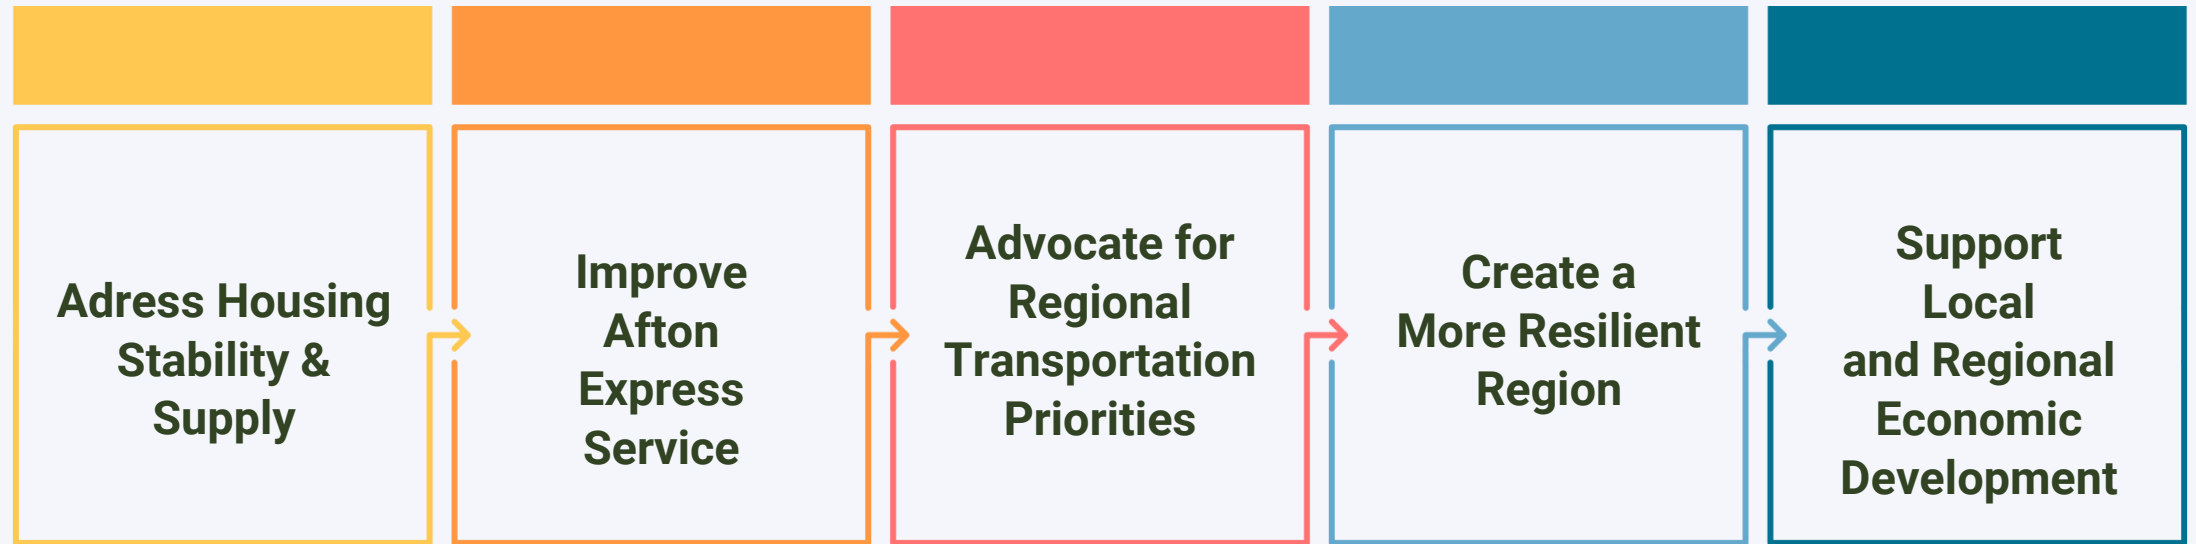 Adress Housing
Stability &
Supply
Improve
Afton
Express
Service
Advocate for
Regional
Transportation
Priorities
Create a
More Resilient
Region
Support
Local
and Regional
Economic
Development